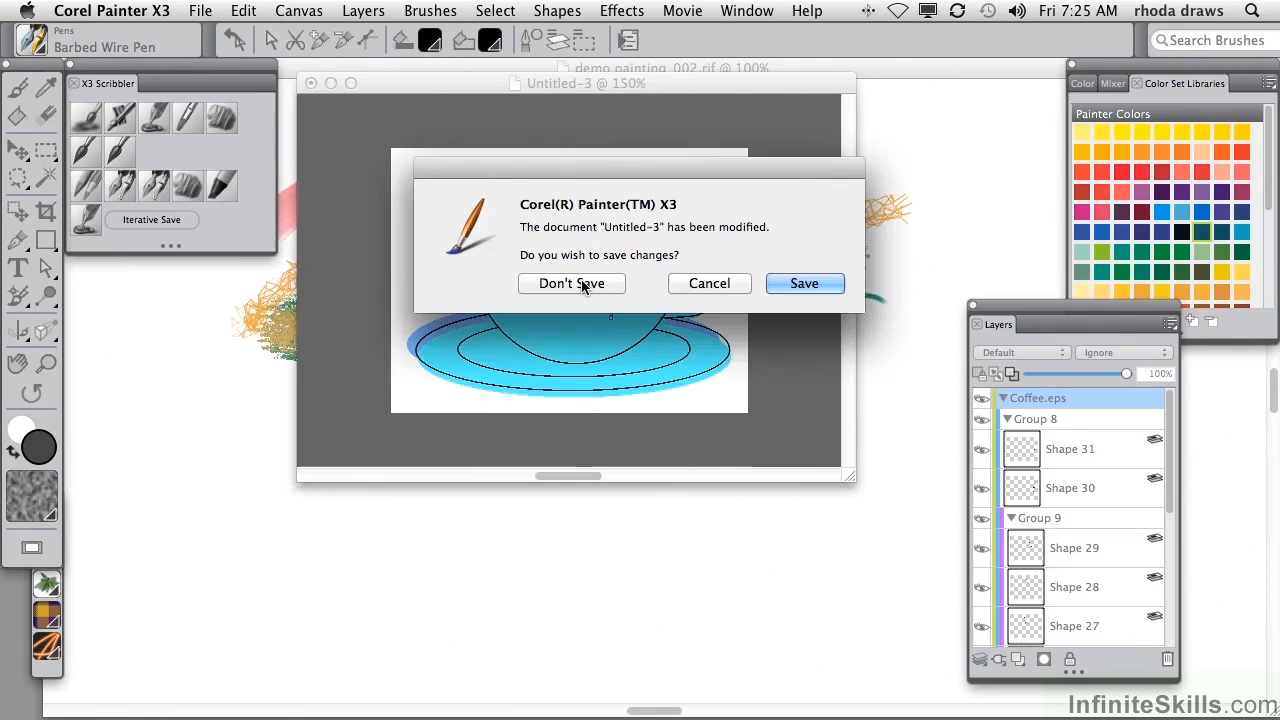 Corel Painter X3 File Edit Canvas Layers Brushes Select Shapes Effects Movie Window Help Fri 7:25 AM rhoda draws
Pens
Barbed Wire Pen
Search Brushes
demo painting_002.rif @ 100%
Untitled-3 @ 150%
X3 Scribbler
Iterative Save
Color Mixer Color Set Libraries
Painter Colors
Corel(R) Painter(TM) X3
The document "Untitled-3" has been modified.
Do you wish to save changes?
Don't Save Cancel Save
Layers
Default Ignore
100%
Coffee.eps
Group 8
Shape 31
Shape 30
Group 9
Shape 29
Shape 28
Shape 27
InfiniteSkills.com